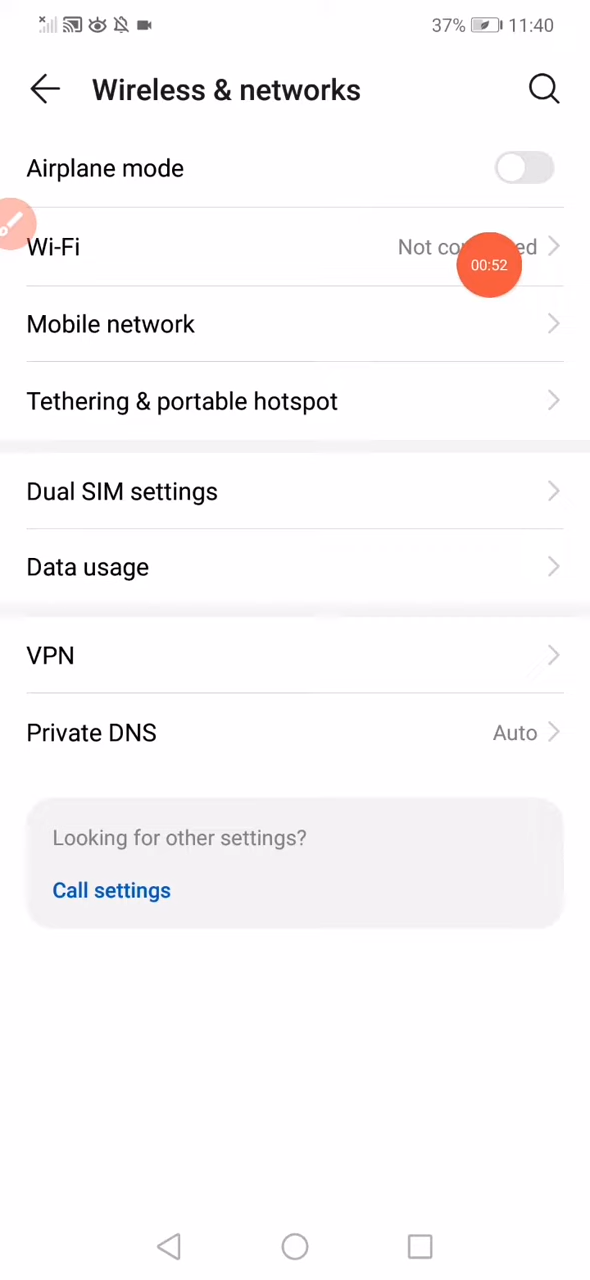 37% 11:40
Wireless & networks
Airplane mode
Wi-Fi Not co ed
00:52
Mobile network
Tethering & portable hotspot
Dual SIM settings
Data usage
VPN
Private DNS Auto
Looking for other settings?
Call settings